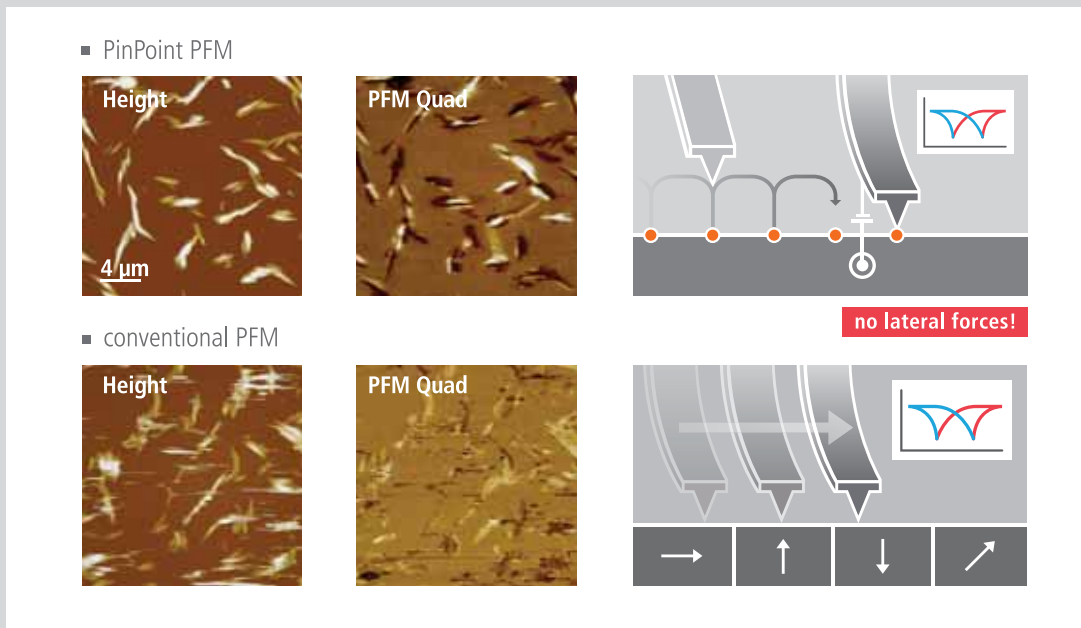 PinPoint PFM
Height
PFM Quad
4 µm
no lateral forces!
conventional PFM
Height
PFM Quad